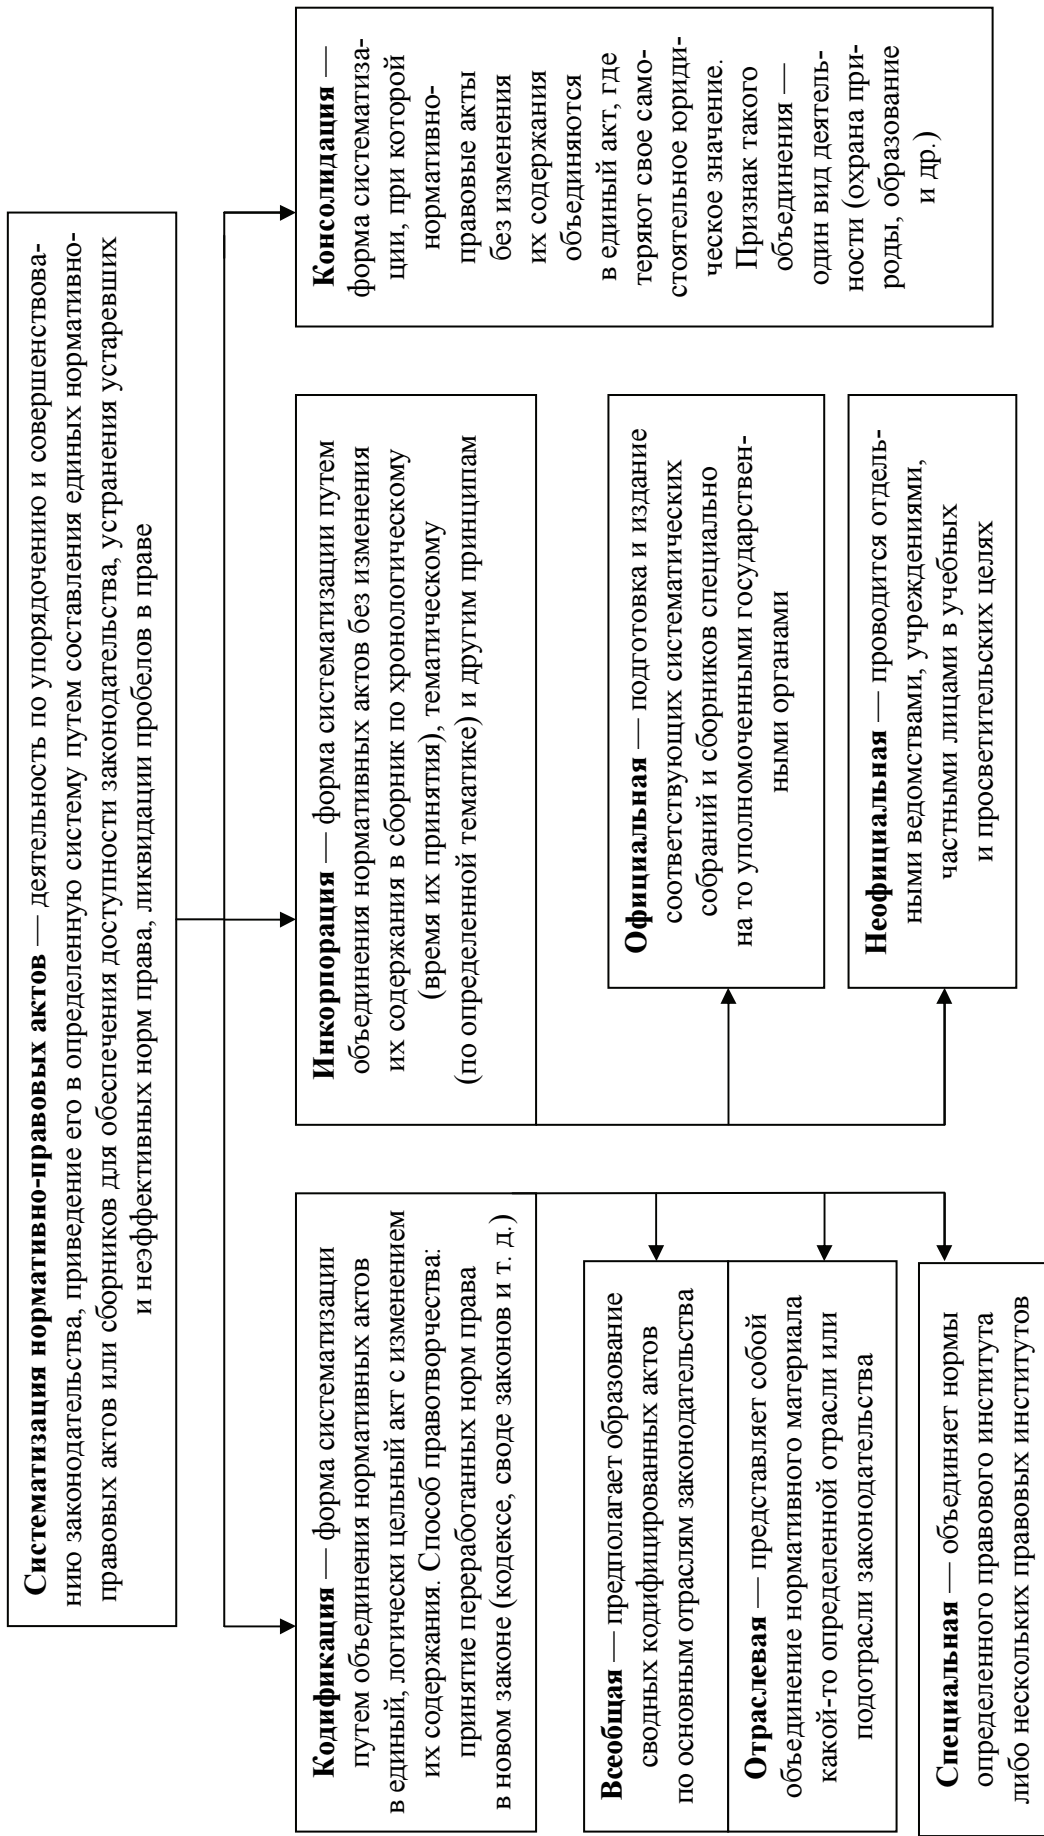 Систематизация нормативно-правовых актов — деятельность по упорядочению и совершенствова-
нию законодательства, приведение его в определенную систему путем составления единых нормативно-
правовых актов или сборников для обеспечения доступности законодательства, устранения устаревших
и неэффективных норм права, ликвидации пробелов в праве
Кодификация — форма систематизации
путем объединения нормативных актов
в единый, логически цельный акт с изменением
их содержания. Способ правотворчества:
принятие переработанных норм права
в новом законе (кодексе, своде законов и т. д.)
Всеобщая — предполагает образование
сводных кодифицированных актов
по основным отраслям законодательства
Отраслевая — представляет собой
объединение нормативного материала
какой-то определенной отрасли или
подотрасли законодательства
Специальная — объединяет нормы
определенного правового института
либо нескольких правовых институтов
Инкорпорация — форма систематизации путем
объединения нормативных актов без изменения
их содержания в сборник по хронологическому
(время их принятия), тематическому
(по определенной тематике) и другим принципам
Официальная — подготовка и издание
соответствующих систематических
собраний и сборников специально
на то уполномоченными государствен-
ными органами
Неофициальная — проводится отдель-
ными ведомствами, учреждениями,
частными лицами в учебных
и просветительских целях
Консолидация —
форма систематиза-
ции, при которой
нормативно-
правовые акты
без изменения
их содержания
объединяются
в единый акт, где
теряют свое само-
стоятельное юриди-
ческое значение.
Признак такого
объединения —
один вид деятель-
ности (охрана при-
роды, образование
и др.)